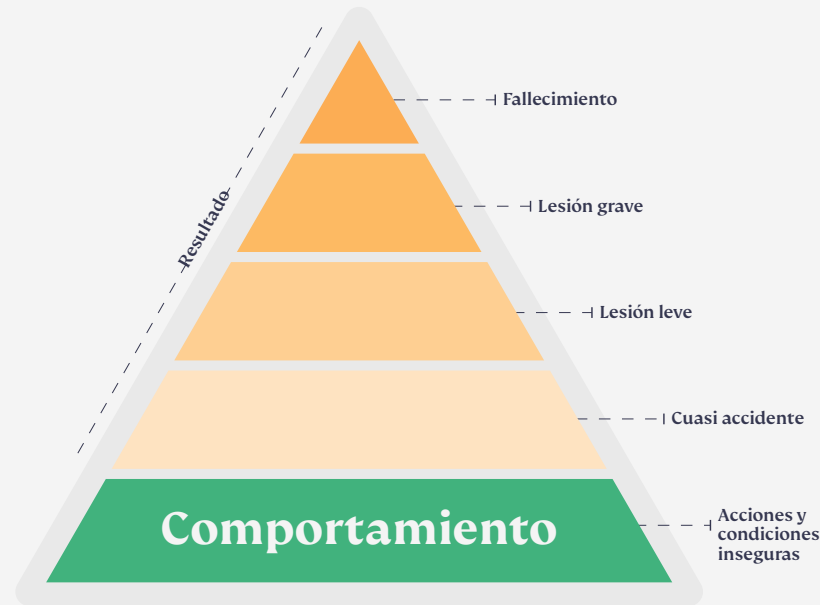 Fallecimiento
Resultado
Lesión grave
Lesión leve
Cuasi accidente
Comportamiento
Acciones y
condiciones
inseguras